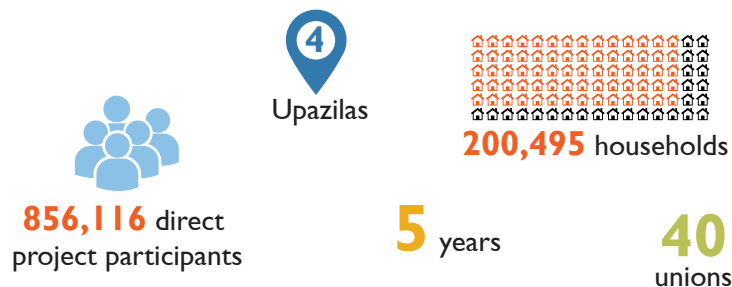 4
Upazilas
200,495 households
856,116 direct
project participants
5 years
40
unions